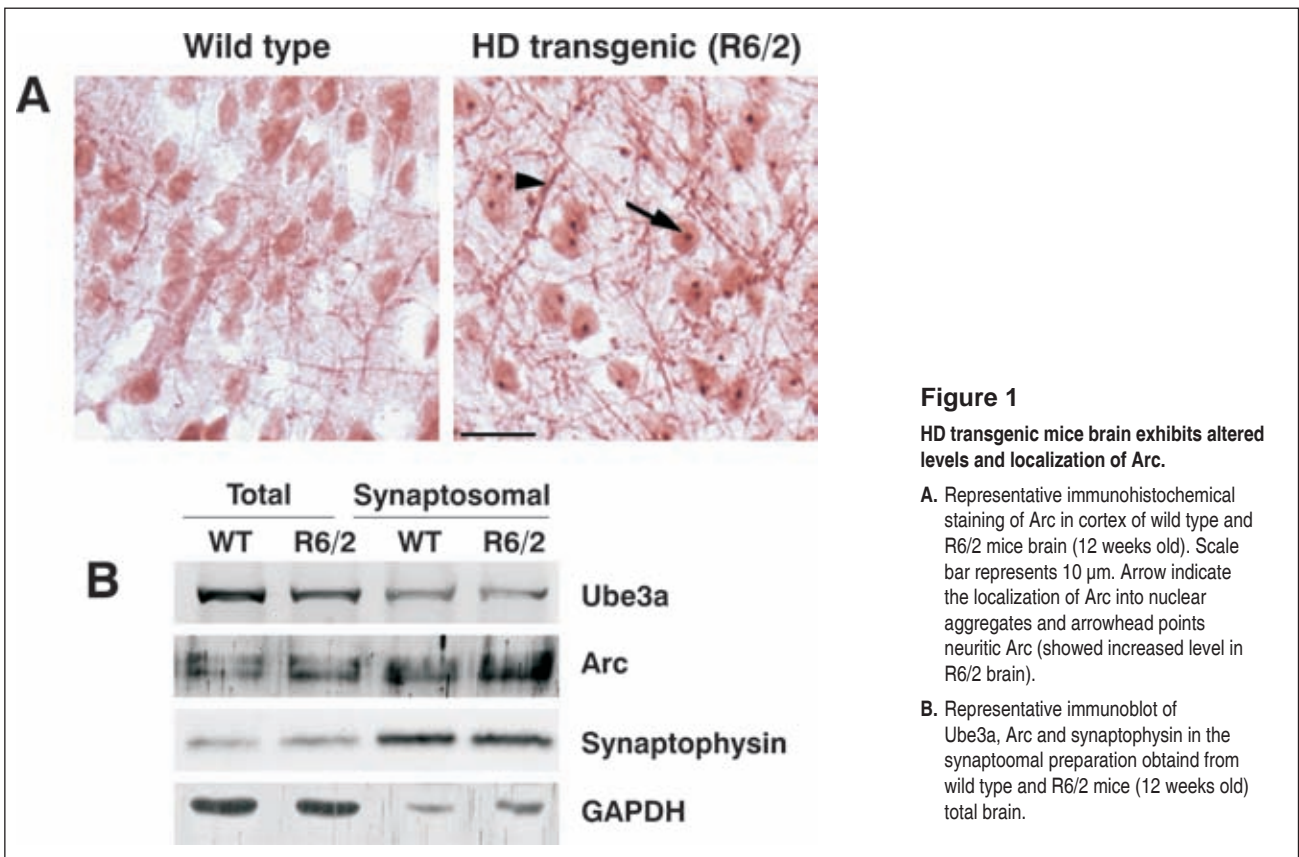 Wild type
HD transgenic (R6/2)
A
Total
Synaptosomal
WT
R6/2
WT
R6/2
B
Ube3a
Arc
Synaptophysin
GAPDH
Figure 1
HD transgenic mice brain exhibits altered
levels and localization of Arc.
A. Representative immunohistochemical
staining of Arc in cortex of wild type and
R6/2 mice brain (12 weeks old). Scale
bar represents 10 µm. Arrow indicate
the localization of Arc into nuclear
aggregates and arrowhead points
neuritic Arc (showed increased level in
R6/2 brain).
B. Representative immunoblot of
Ube3a, Arc and synaptophysin in the
synaptoomal preparation obtaind from
wild type and R6/2 mice (12 weeks old)
total brain.